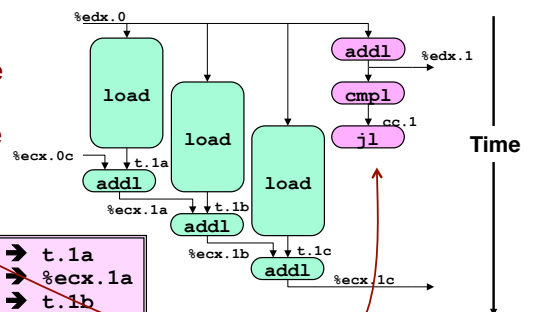 %edx.0
addl
%edx.1
load
cmpl
load
cc.1
jl
load
Time
%ecx.0c
t.1a
addl
%ecx.1a
t.1b
addl
%ecx.1b
t.1c
addl
%ecx.1c
➔ t.1a
➔ %ecx.1a
➔ t.1b
e
e